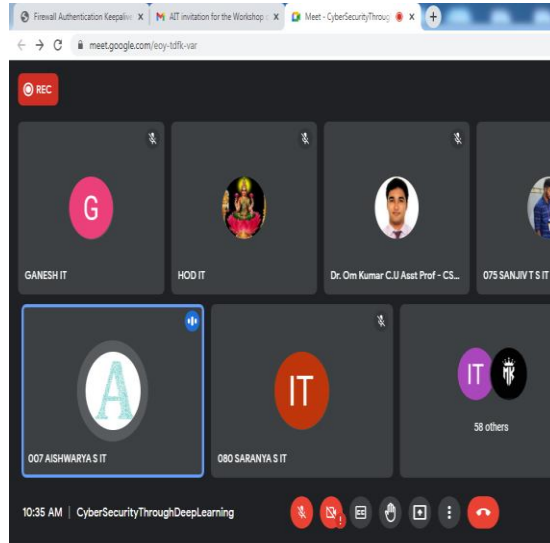 Firewall Authentication Keepalive
AIT invitation for the Workshop
Meet - CyberSecurityThroug
meet.google.com/eoy-tdfk-var
REC
G
GANESH IT
HOD IT
Dr. Om Kumar C.U Asst Prof - CS...
075 SANJIV T S IT
A
007 AISHWARYA S IT
IT
080 SARANYA S IT
IT
MK
58 others
10:35 AM | CyberSecurityThroughDeepLearning